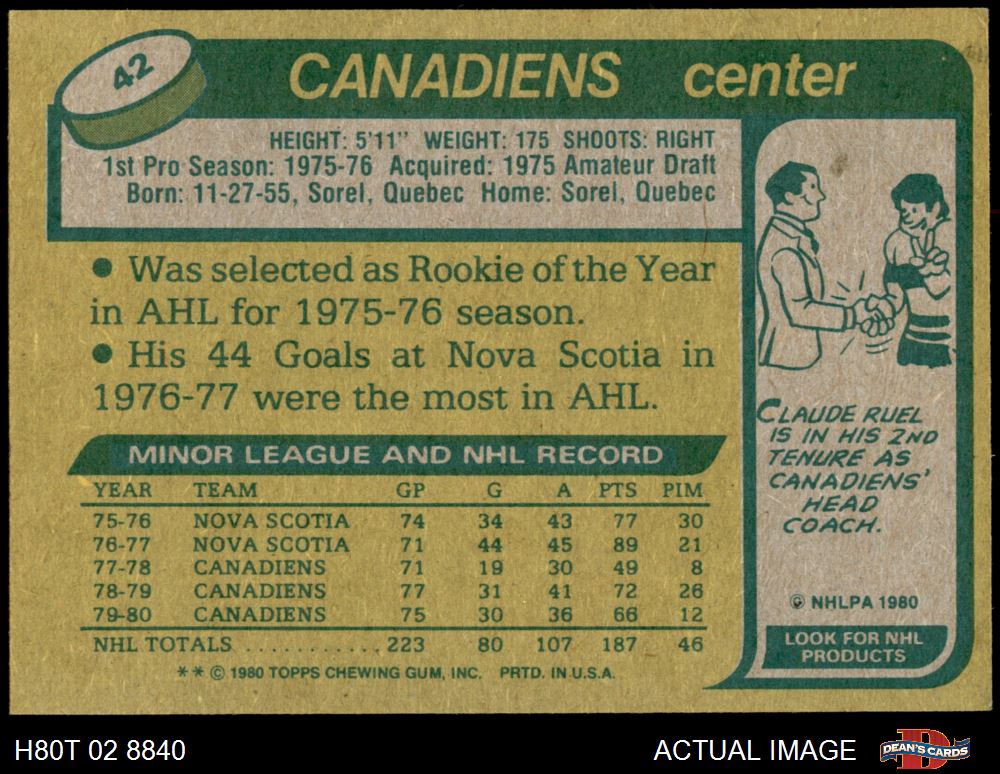 42
CANADIENS center
HEIGHT: 5'11" WEIGHT: 175 SHOOTS: RIGHT
1st Pro Season: 1975-76 Acquired: 1975 Amateur Draft
Born: 11-27-55, Sorel, Quebec Home: Sorel, Quebec
● Was selected as Rookie of the Year
in AHL for 1975-76 season.
● His 44 Goals at Nova Scotia in
1976-77 were the most in AHL.
MINOR LEAGUE AND NHL RECORD
YEAR TEAM GP G A PTS PIM
75-76 NOVA SCOTIA 74 34 43 77 30
76-77 NOVA SCOTIA 71 44 45 89 21
77-78 CANADIENS 71 19 30 49 8
78-79 CANADIENS 77 31 41 72 26
79-80 CANADIENS 75 30 36 66 12
NHL TOTALS ............ 223 80 107 187 46
** © 1980 TOPPS CHEWING GUM, INC. PRTD. IN U.S.A.
CLAUDE RUEL
IS IN HIS 2ND
TENURE AS
CANADIENS'
HEAD
COACH.
© NHLPA 1980
LOOK FOR NHL
PRODUCTS
H80T 02 8840
ACTUAL IMAGE
D
DEAN'S CARDS